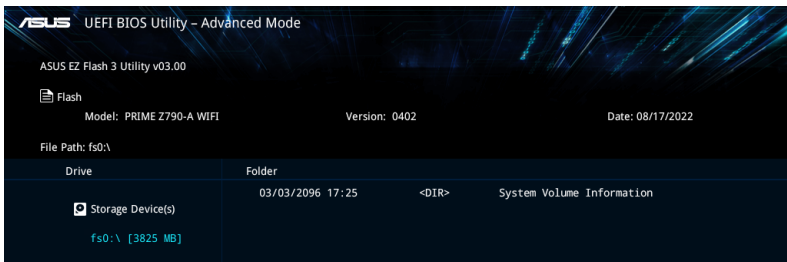 ASUS UEFI BIOS Utility – Advanced Mode
ASUS EZ Flash 3 Utility v03.00
Flash
Model: PRIME Z790-A WIFI Version: 0402 Date: 08/17/2022
File Path: fs0:\
Drive Folder
03/03/2096 17:25 <DIR> System Volume Information
Storage Device(s)
fs0:\ [3825 MB]